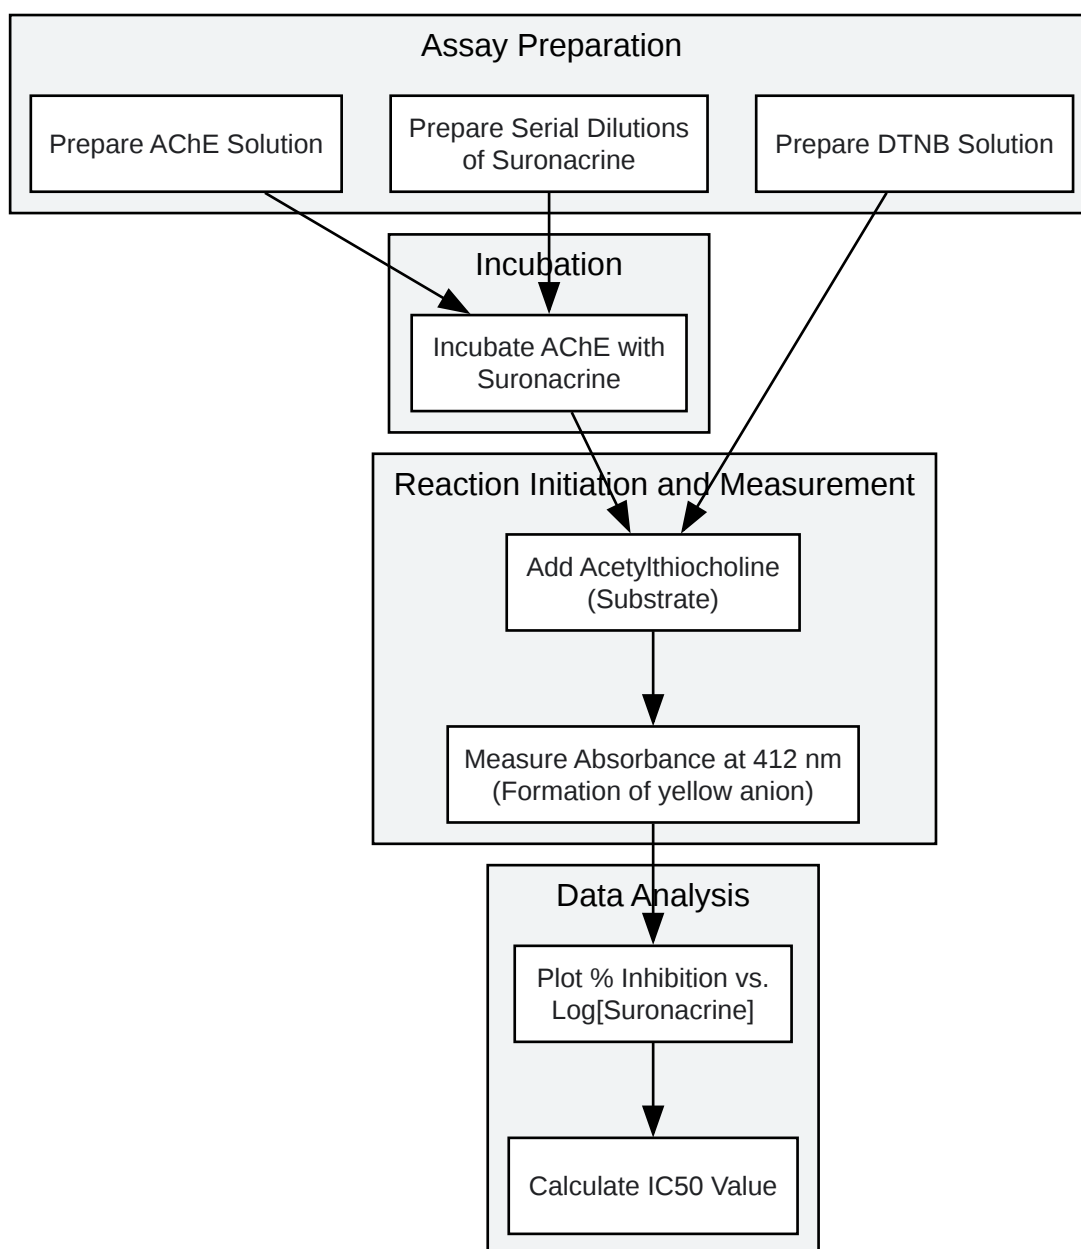 Assay Preparation
Prepare AChE Solution
Prepare Serial Dilutions
of Suronacrine
Prepare DTNB Solution
Incubation
Incubate AChE with
Suronacrine
Reaction Initiation and Measurement
Add Acetylthiocholine
(Substrate)
Measure Absorbance at 412 nm
(Formation of yellow anion)
Data Analysis
Plot % Inhibition vs.
Log[Suronacrine]
Calculate IC50 Value